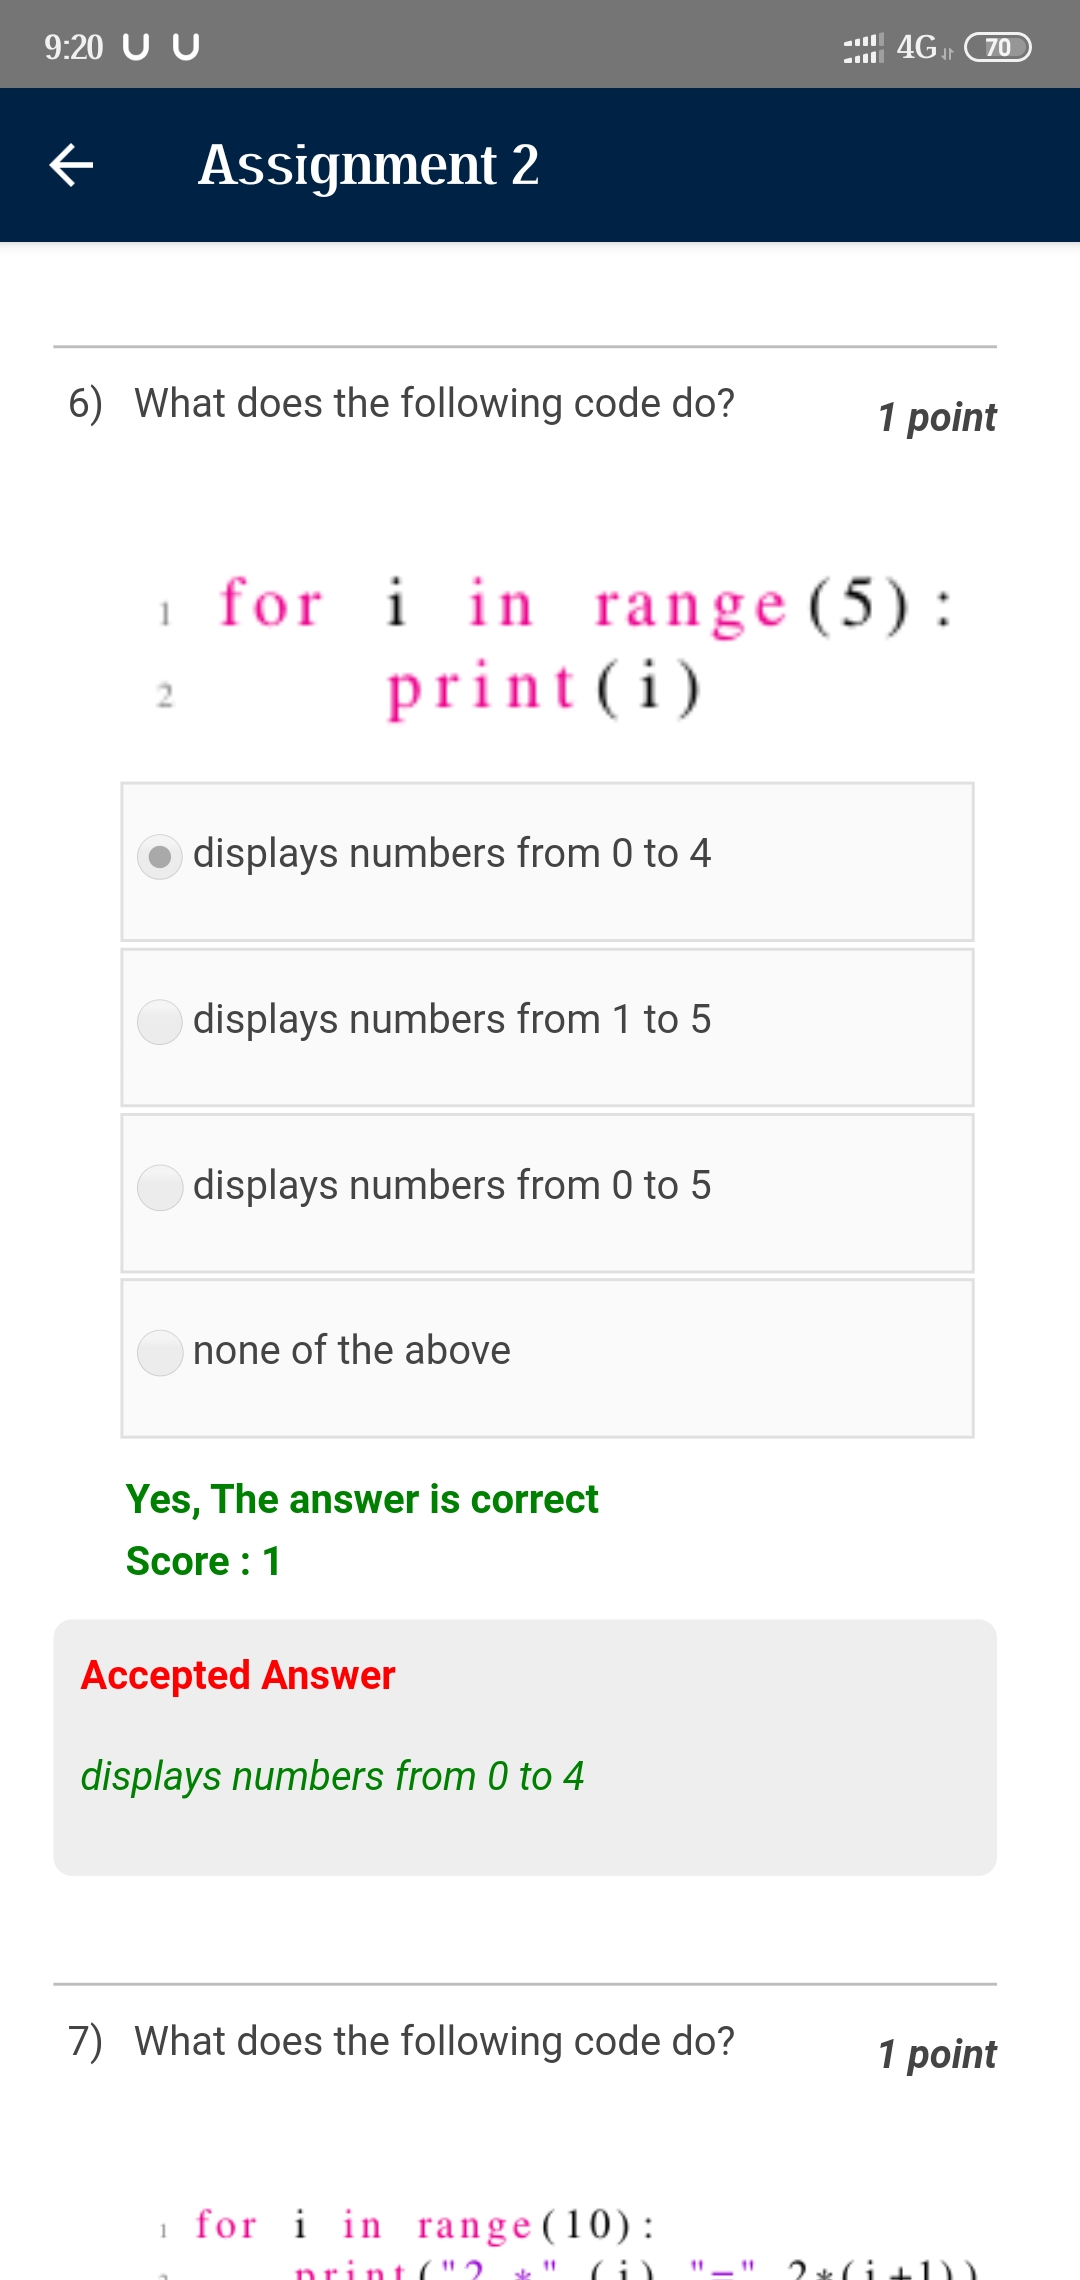 9:20 U U 4G 70
Assignment 2
6) What does the following code do? 1 point
1 for i in range(5):
2 print(i)
displays numbers from 0 to 4
displays numbers from 1 to 5
displays numbers from 0 to 5
none of the above
Yes, The answer is correct
Score : 1
Accepted Answer
displays numbers from 0 to 4
7) What does the following code do? 1 point
1 for i in range(10):
print("2 *" (i) "=" 2*(i+1))